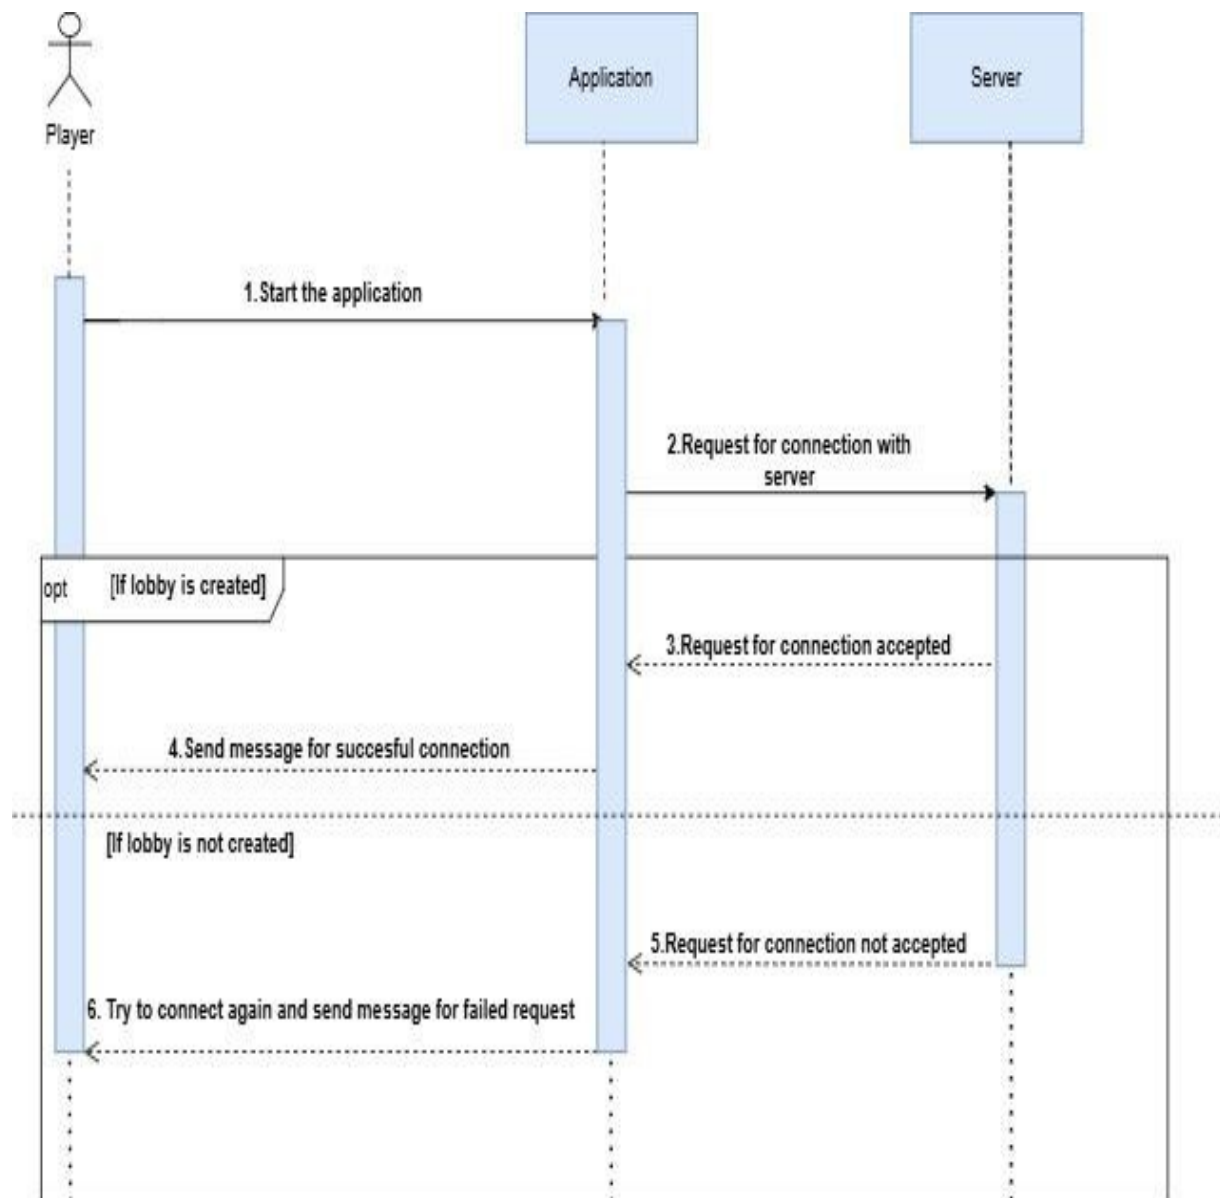 Player
Application
Server
1.Start the application
2.Request for connection with
server
opt
[If lobby is created]
3.Request for connection accepted
4.Send message for succesful connection
[If lobby is not created]
5.Request for connection not accepted
6. Try to connect again and send message for failed request